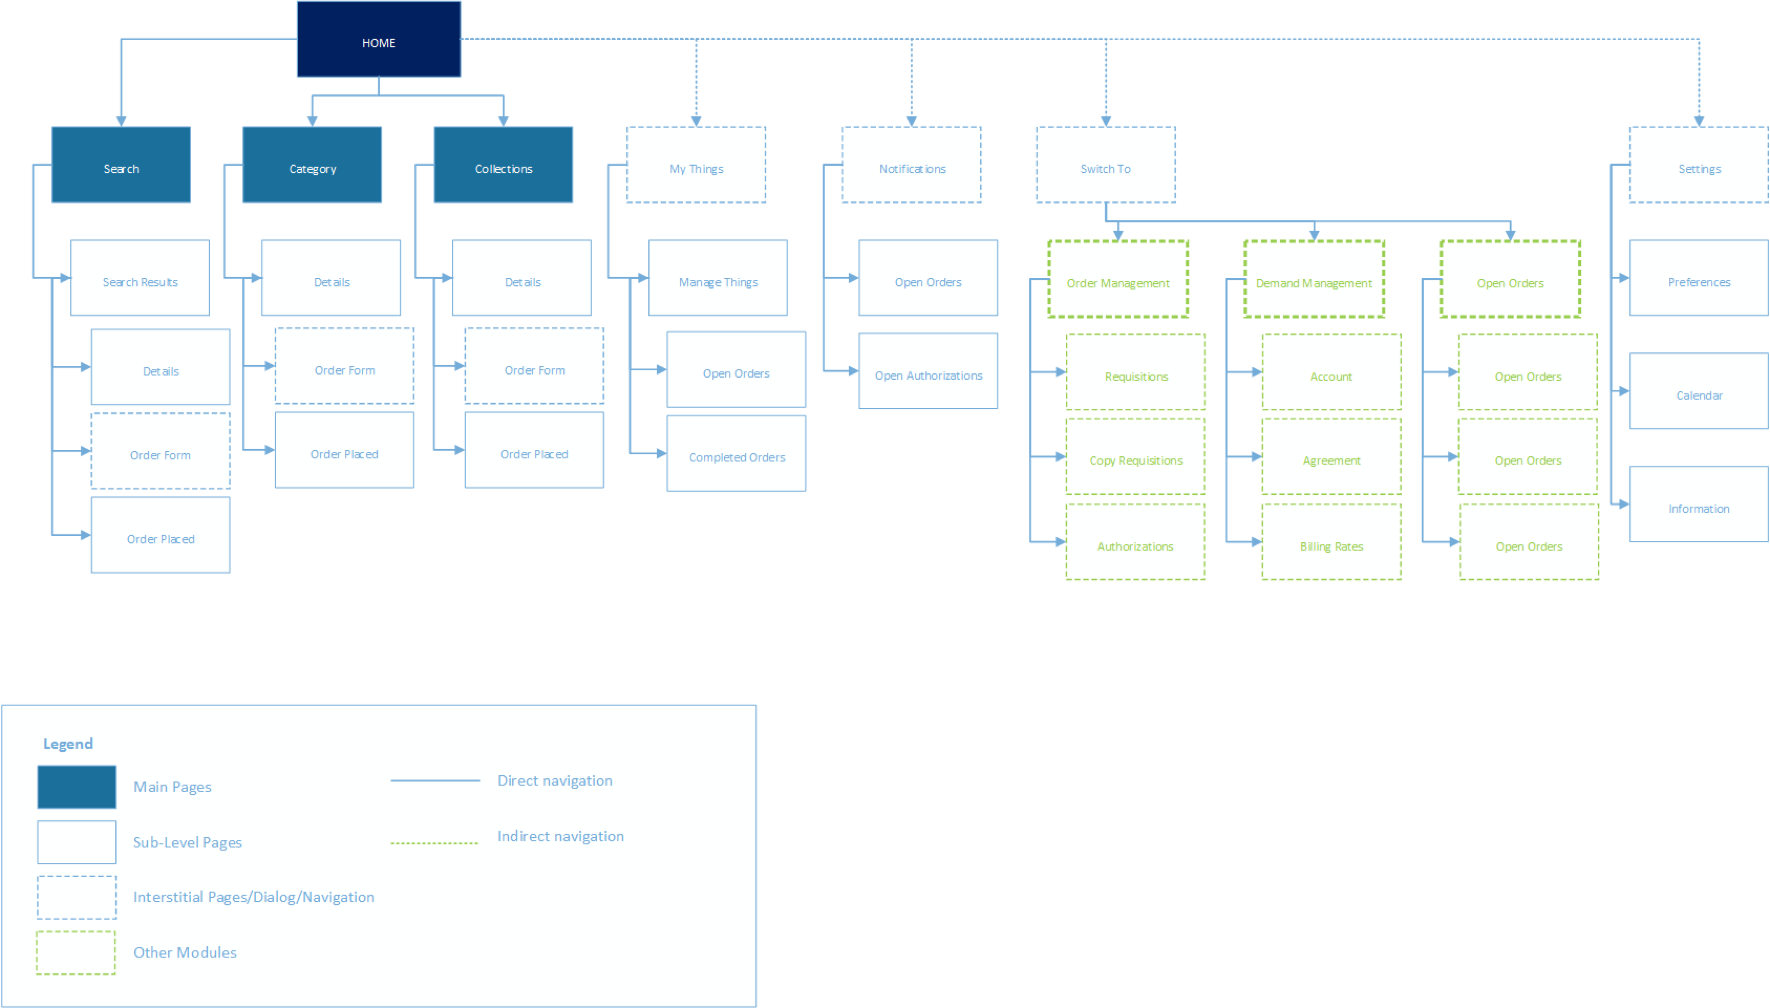 HOME
Search
Category
Collections
My Things
Notifications
Switch To
Settings
Search Results
Details
Details
Manage Things
Open Orders
Order Management
Demand Management
Open Orders
Preferences
Details
Order Form
Order Form
Open Orders
Open Authorizations
Requisitions
Account
Open Orders
Calendar
Order Form
Order Placed
Order Placed
Completed Orders
Copy Requisitions
Agreement
Open Orders
Information
Order Placed
Authorizations
Billing Rates
Open Orders
Legend
Main Pages
Direct navigation
Sub-Level Pages
Indirect navigation
Interstitial Pages/Dialog/Navigation
Other Modules